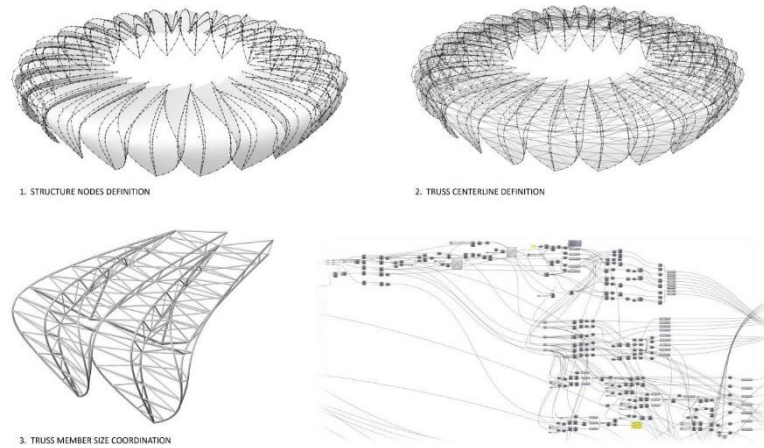 1. STRUCTURE NODES DEFINITION
2. TRUSS CENTERLINE DEFINITION
3. TRUSS MEMBER SIZE COORDINATION